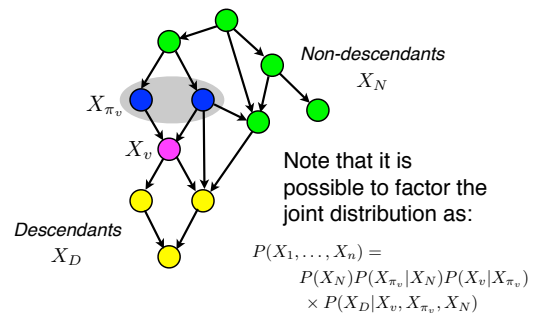 Non-descendants
X_N
X_{π_v}
X_v
Note that it is
possible to factor the
joint distribution as:
Descendants
X_D
P(X_1, . . . , X_n) =
P(X_N)P(X_{π_v}|X_N)P(X_v|X_{π_v})
× P(X_D|X_v, X_{π_v}, X_N)